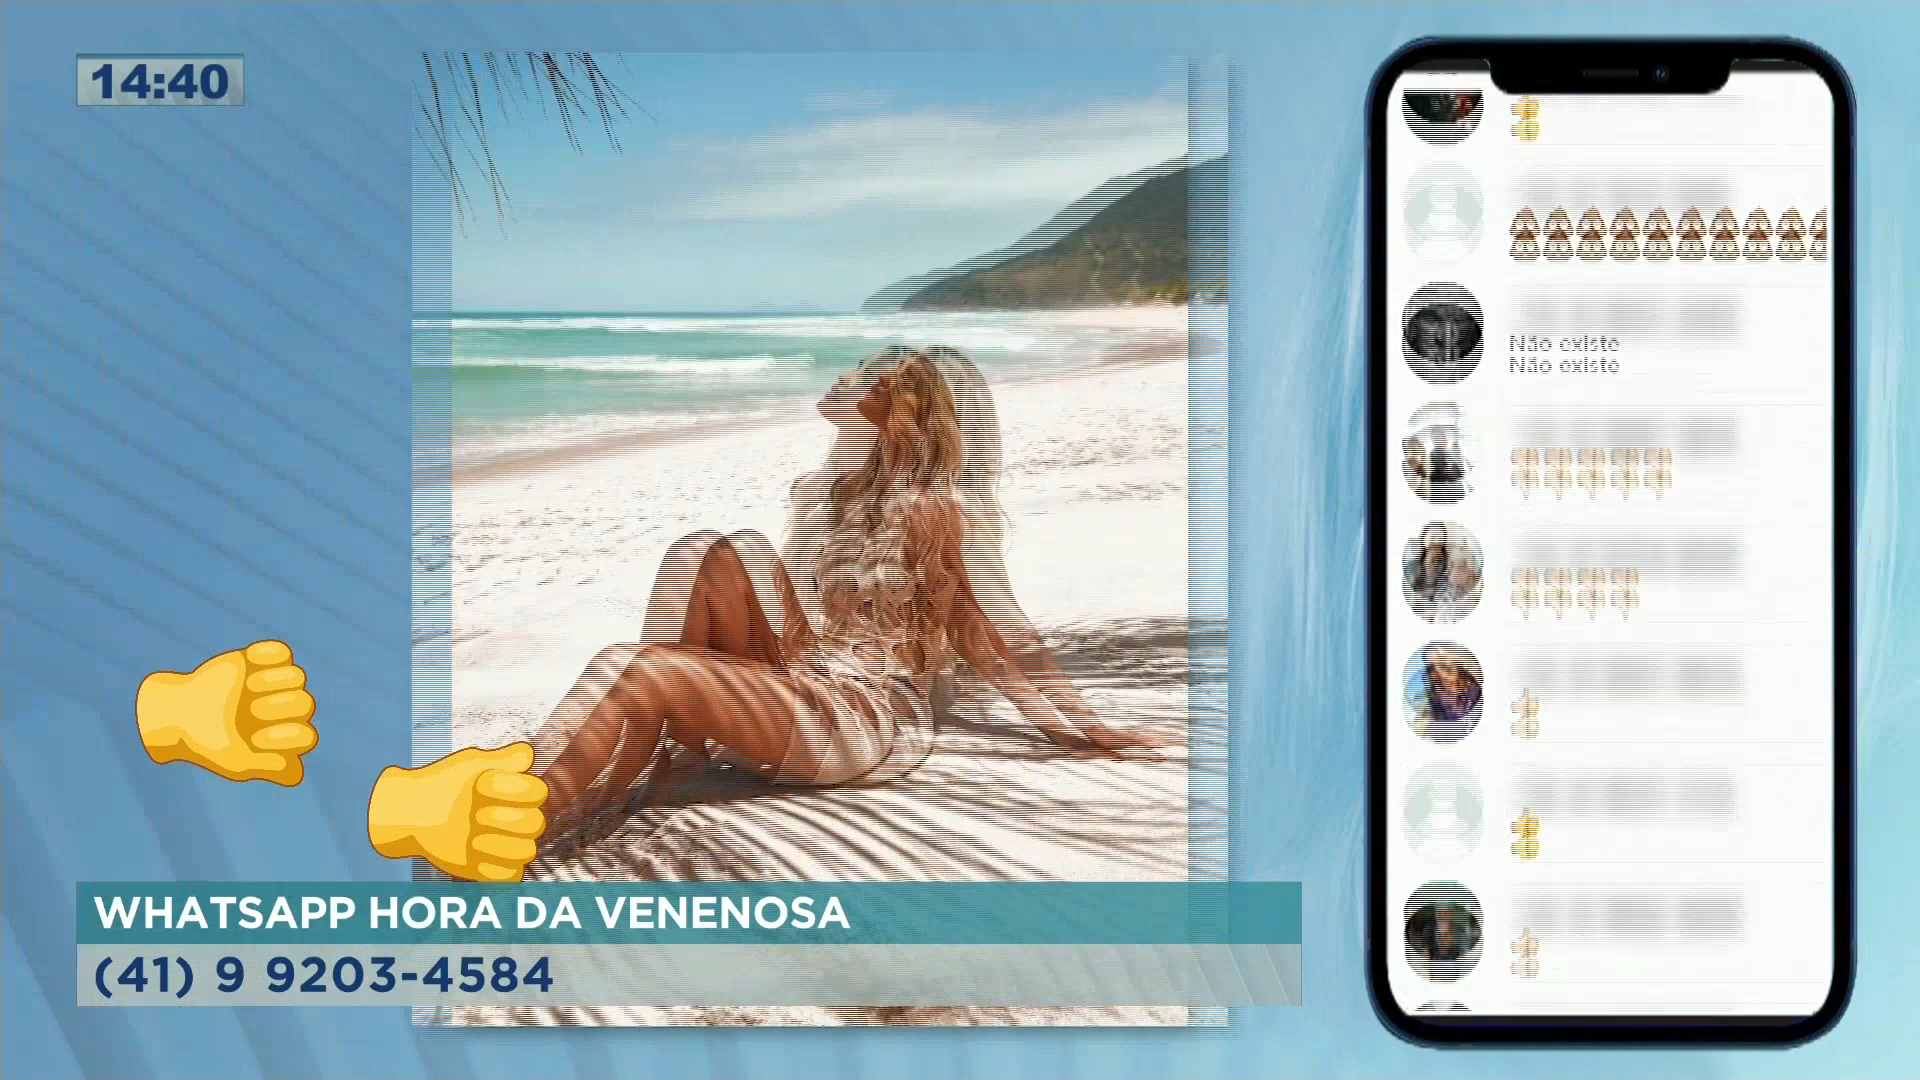 14:40
Não existe
Não existe
WHATSAPP HORA DA VENENOSA
(41) 9 9203-4584